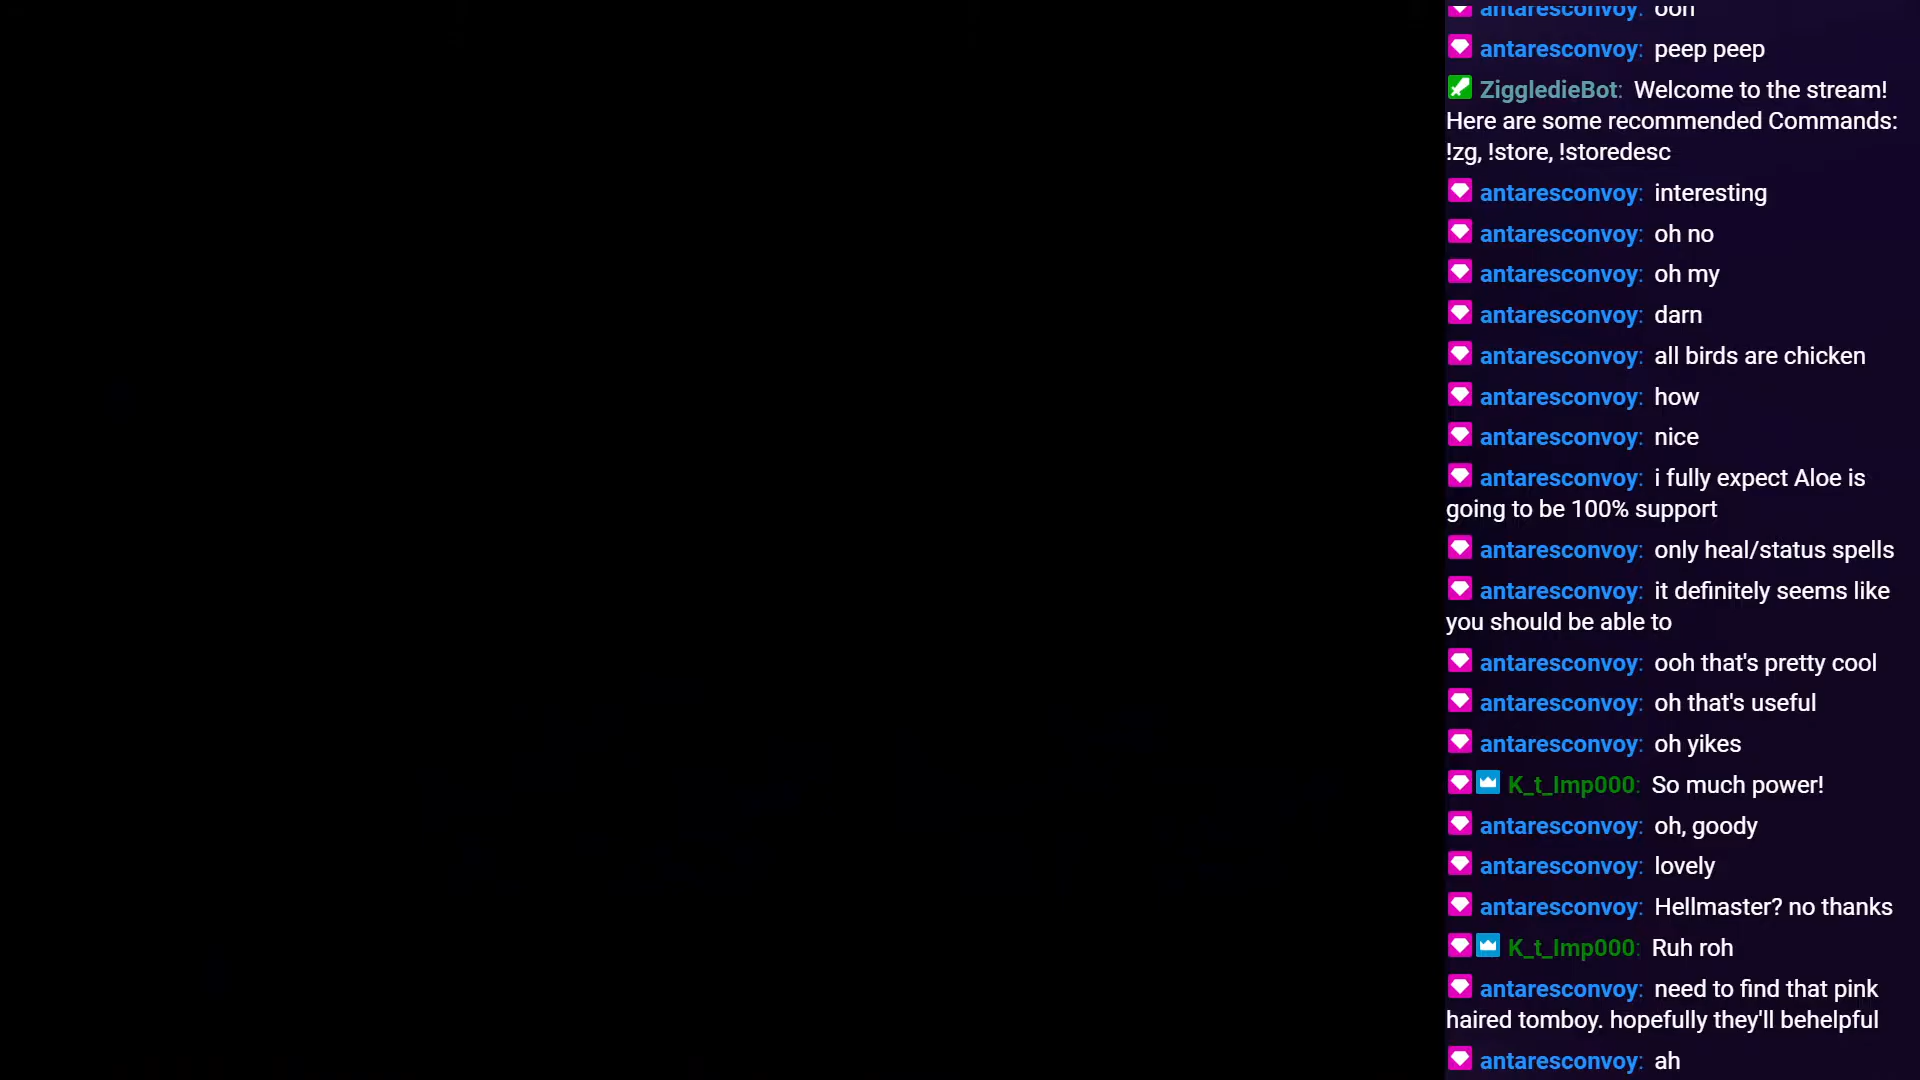 antaresconvoy: ooh
antaresconvoy: peep peep
ZiggledieBot: Welcome to the stream!
Here are some recommended Commands:
!zg, !store, !storedesc
antaresconvoy: interesting
antaresconvoy: oh no
antaresconvoy: oh my
antaresconvoy: darn
antaresconvoy: all birds are chicken
antaresconvoy: how
antaresconvoy: nice
antaresconvoy: i fully expect Aloe is
going to be 100% support
antaresconvoy: only heal/status spells
antaresconvoy: it definitely seems like
you should be able to
antaresconvoy: ooh that's pretty cool
antaresconvoy: oh that's useful
antaresconvoy: oh yikes
K_t_Imp000: So much power!
antaresconvoy: oh, goody
antaresconvoy: lovely
antaresconvoy: Hellmaster? no thanks
K_t_Imp000: Ruh roh
antaresconvoy: need to find that pink
haired tomboy. hopefully they'll behelpful
antaresconvoy: ah